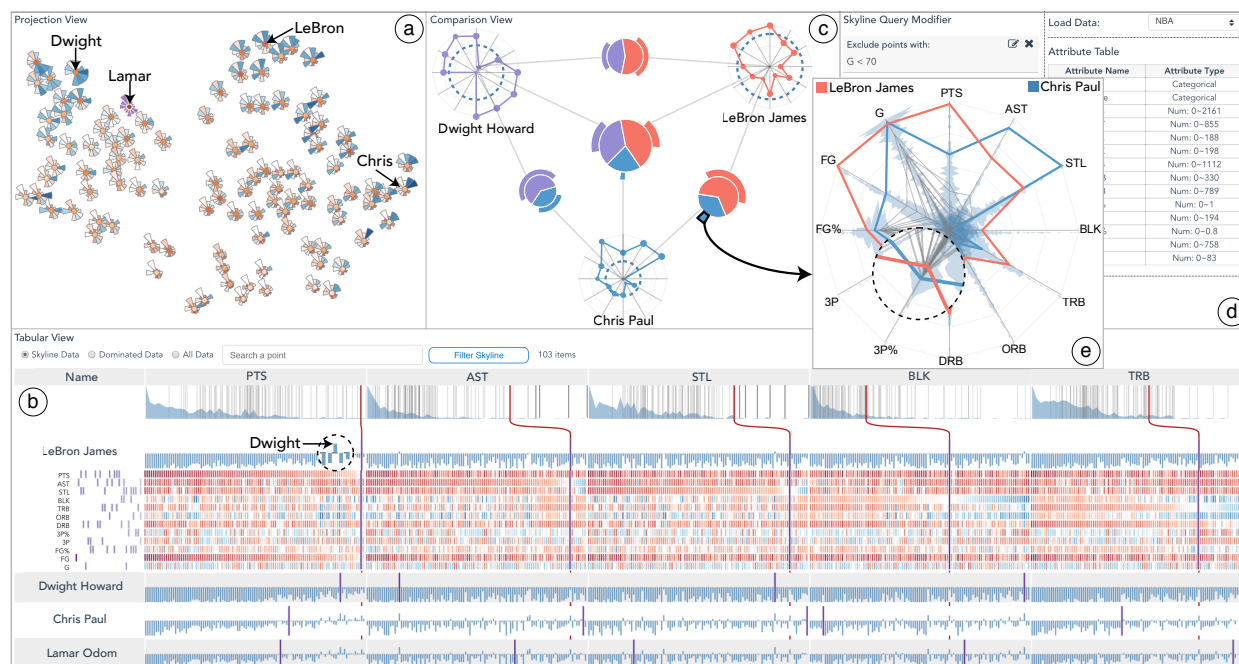 Projection View
a
Dwight
LeBron
Lamar
Chris
Comparison View
c
Dwight Howard
LeBron James
Chris Paul
Skyline Query Modifier
Exclude points with:
G < 70
Load Data:
NBA
Attribute Table
Attribute Name
Attribute Type
Categorical
Categorical
Num: 0~2161
Num: 0~855
Num: 0~188
Num: 0~198
Num: 0~1112
Num: 0~330
Num: 0~789
Num: 0~1
Num: 0~194
Num: 0~0.8
Num: 0~758
Num: 0~83
d
LeBron James
Chris Paul
PTS
AST
STL
BLK
TRB
ORB
DRB
3P%
3P
FG%
FG
G
e
Tabular View
Skyline Data
Dominated Data
All Data
Search a point
Filter Skyline
103 items
Name
PTS
AST
STL
BLK
TRB
b
LeBron James
Dwight
PTS
AST
STL
BLK
TRB
ORB
DRB
3P%
3P
FG%
FG
G
Dwight Howard
Chris Paul
Lamar Odom